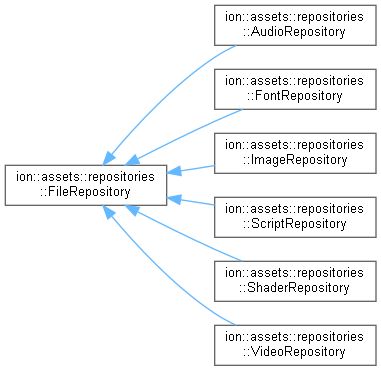 ion::assets::repositories
::AudioRepository
ion::assets::repositories
::FontRepository
ion::assets::repositories
::ImageRepository
ion::assets::repositories
::FileRepository
ion::assets::repositories
::ScriptRepository
ion::assets::repositories
::ShaderRepository
ion::assets::repositories
::VideoRepository